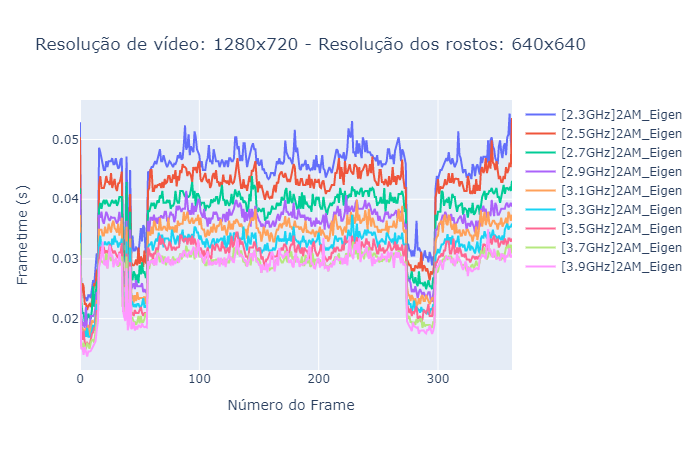 Resolução de vídeo: 1280x720 - Resolução dos rostos: 640x640
Frametime (s)
0.05
0.04
0.03
0.02
0
100
200
300
Número do Frame
[2.3GHz]2AM_Eigen
[2.5GHz]2AM_Eigen
[2.7GHz]2AM_Eigen
[2.9GHz]2AM_Eigen
[3.1GHz]2AM_Eigen
[3.3GHz]2AM_Eigen
[3.5GHz]2AM_Eigen
[3.7GHz]2AM_Eigen
[3.9GHz]2AM_Eigen